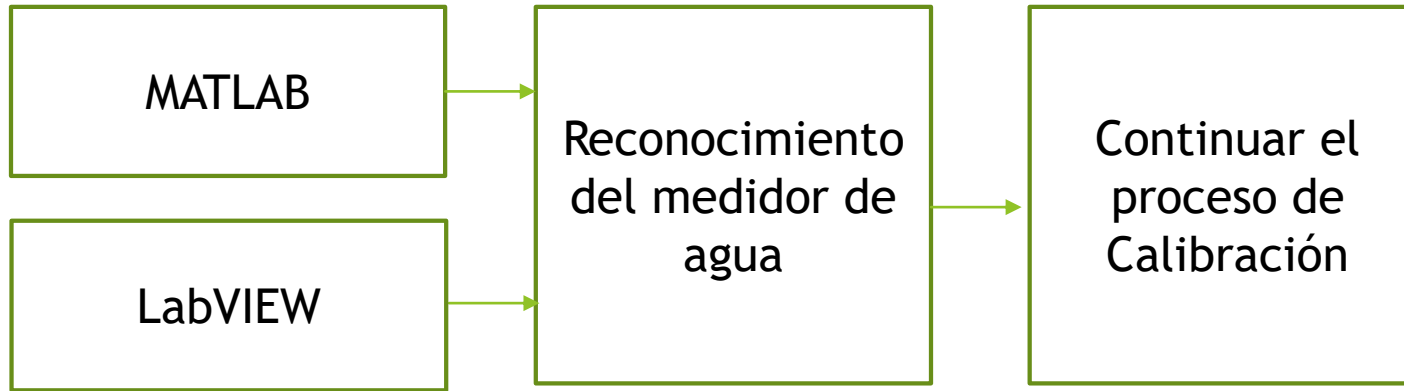 MATLAB
LabVIEW
Reconocimiento
del medidor de
agua
Continuar el
proceso de
Calibración